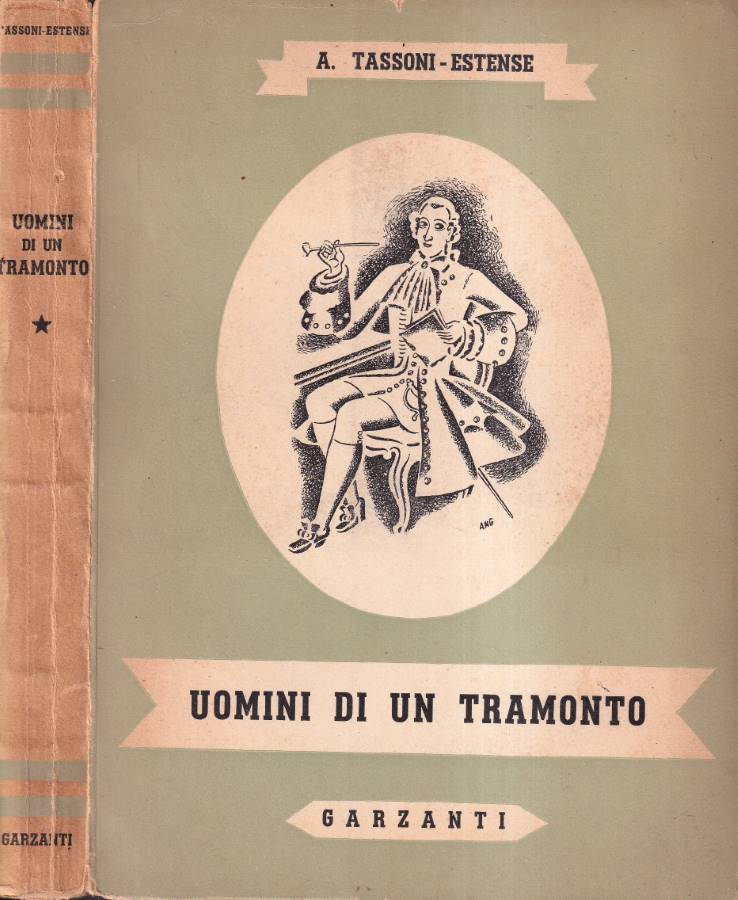 TASSONI-ESTENSE
UOMINI
DI UN
TRAMONTO
★
GARZANTI
A. TASSONI-ESTENSE
ANG
UOMINI DI UN TRAMONTO
GARZANTI